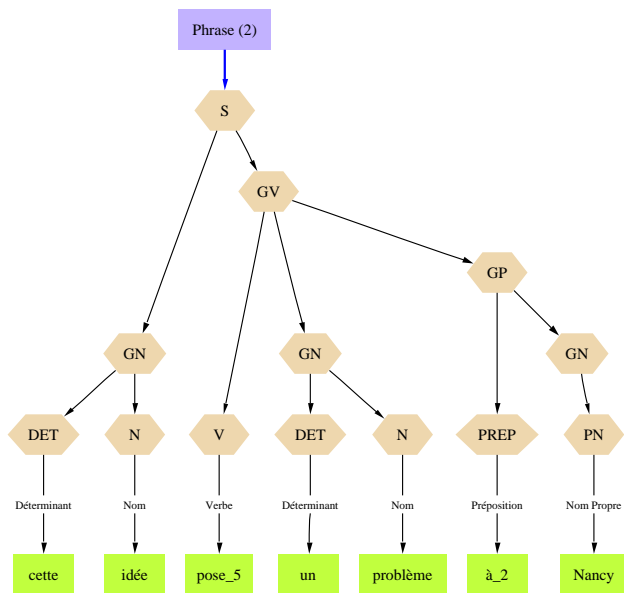 Phrase (2)
S
GV
GP
GN GN GN
DET N V DET N PREP PN
Déterminant Nom Verbe Déterminant Nom Préposition Nom Propre
cette idée pose_5 un problème à_2 Nancy